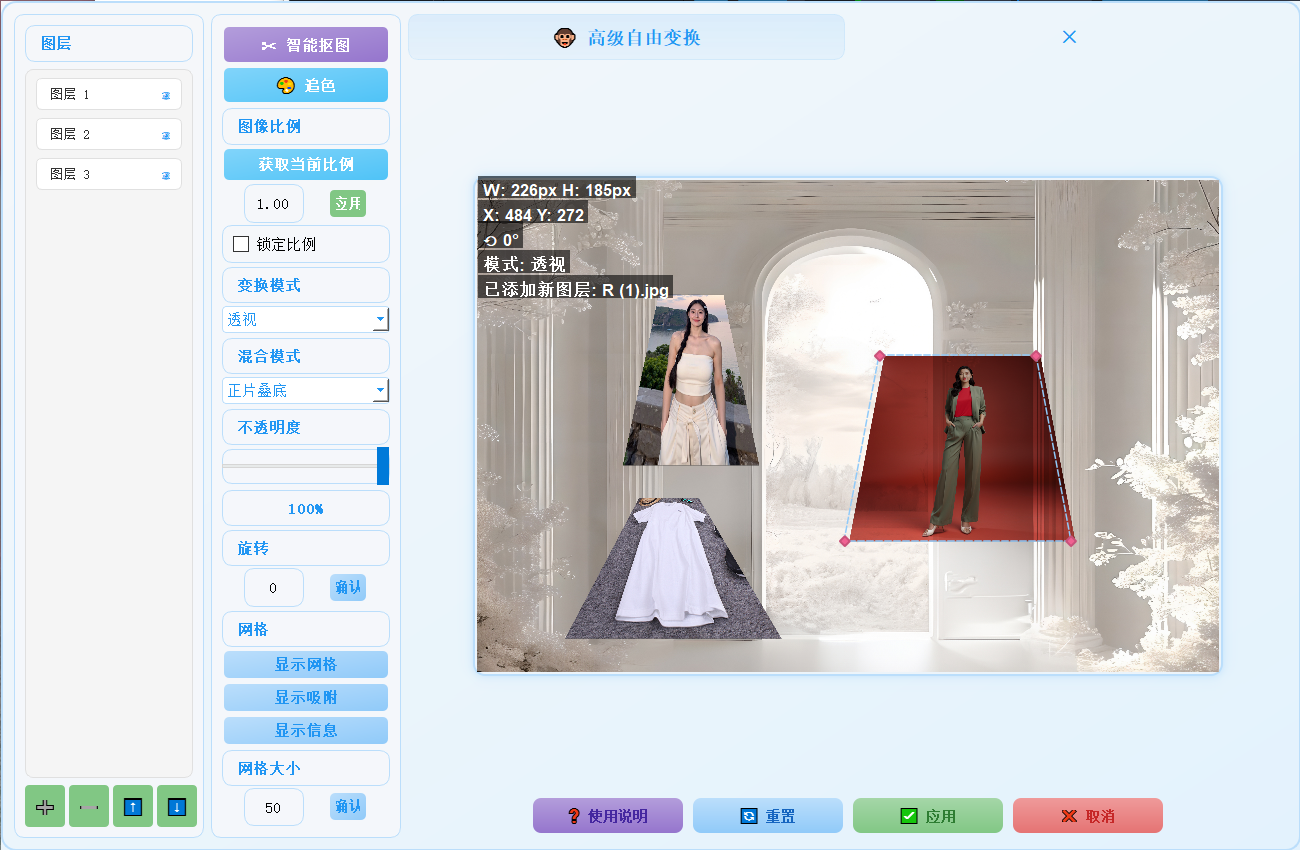 图层
图层 1
图层 2
图层 3
智能抠图
追色
图像比例
获取当前比例
1.00
应用
锁定比例
变换模式
透视
混合模式
正片叠底
不透明度
100%
旋转
0
确认
网格
显示网格
显示吸附
显示信息
网格大小
50
确认
高级自由变换
W: 226px H: 185px
X: 484 Y: 272
⟲ 0°
模式: 透视
已添加新图层: R (1).jpg
使用说明
重置
应用
取消